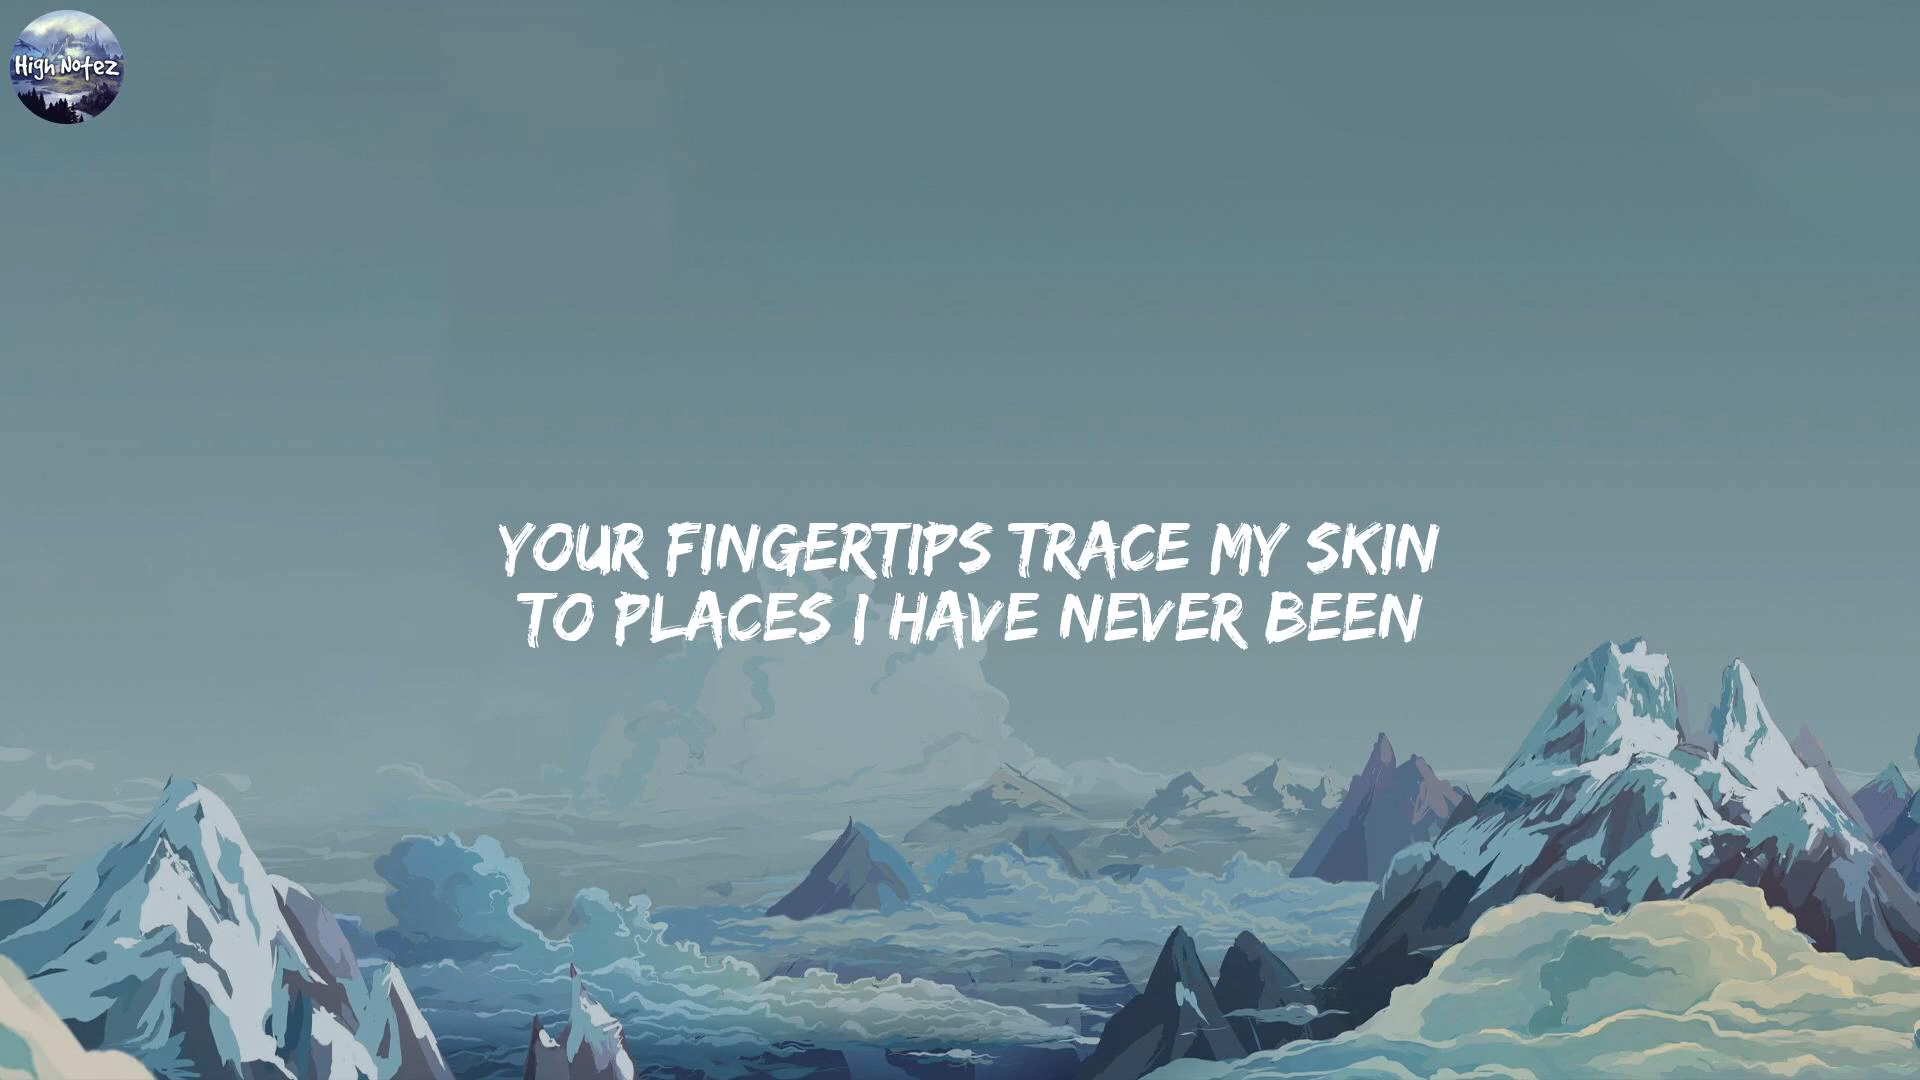 High Notez
YOUR FINGERTIPS TRACE MY SKIN
TO PLACES I HAVE NEVER BEEN